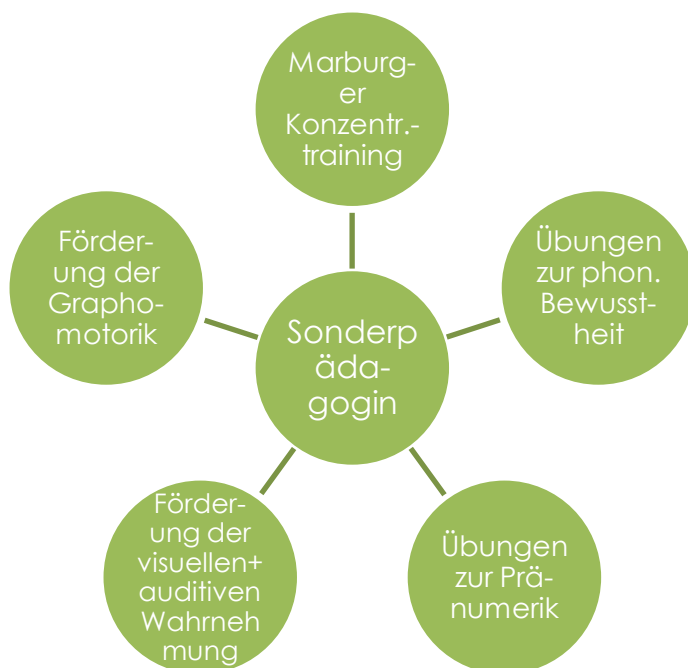 Marburg-
er
Konzentr.-
training
Förder-
ung der
Grapho-
motorik
Übungen
zur phon.
Bewusst-
heit
Sonderp
äda-
gogin
Förder-
ung der
visuellen+
auditiven
Wahrneh
mung
Übungen
zur Prä-
numerik